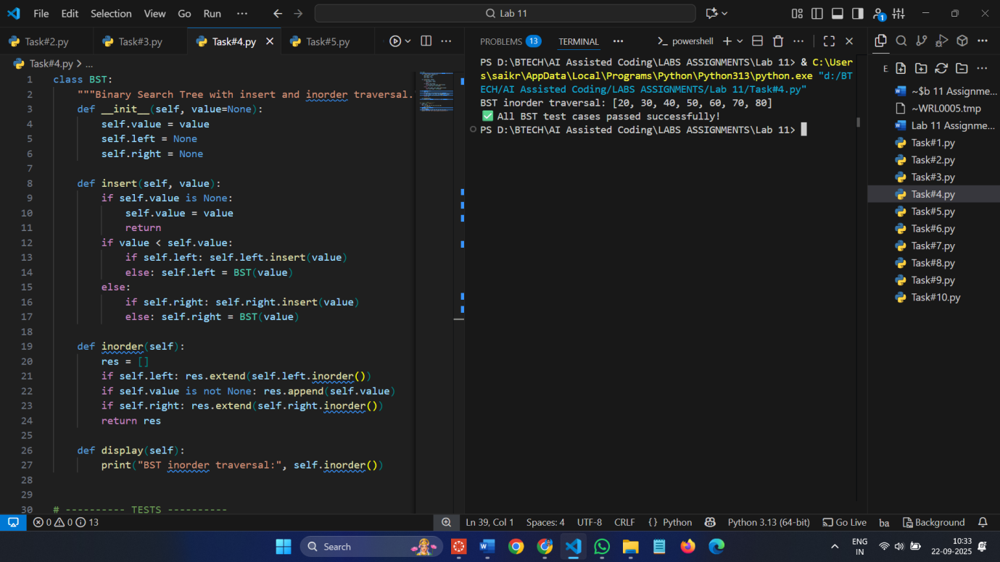 File Edit Selection View Go Run ··· Lab 11
Task#2.py Task#3.py Task#4.py Task#5.py
Task#4.py > ...
1 class BST:
2     """Binary Search Tree with insert and inorder traversal.
3     def __init__(self, value=None):
4         self.value = value
5         self.left = None
6         self.right = None
7
8     def insert(self, value):
9         if self.value is None:
10             self.value = value
11             return
12         if value < self.value:
13             if self.left: self.left.insert(value)
14             else: self.left = BST(value)
15         else:
16             if self.right: self.right.insert(value)
17             else: self.right = BST(value)
18
19     def inorder(self):
20         res = []
21         if self.left: res.extend(self.left.inorder())
22         if self.value is not None: res.append(self.value)
23         if self.right: res.extend(self.right.inorder())
24         return res
25
26     def display(self):
27         print("BST inorder traversal:", self.inorder())
28
29
30 # ---------- TESTS ----------
PROBLEMS 13 TERMINAL ··· powershell
PS D:\BTECH\AI Assisted Coding\LABS ASSIGNMENTS\Lab 11> & C:\User
s\saikr\AppData\Local\Programs\Python\Python313\python.exe "d:/BT
ECH/AI Assisted Coding/LABS ASSIGNMENTS/Lab 11/Task#4.py"
BST inorder traversal: [20, 30, 40, 50, 60, 70, 80]
✅ All BST test cases passed successfully!
PS D:\BTECH\AI Assisted Coding\LABS ASSIGNMENTS\Lab 11>
1
E
~$b 11 Assignme...
~WRL0005.tmp
Lab 11 Assignme...
Task#1.py
Task#2.py
Task#3.py
Task#4.py
Task#5.py
Task#6.py
Task#7.py
Task#8.py
Task#9.py
Task#10.py
0 0 13 Ln 39, Col 1 Spaces: 4 UTF-8 CRLF {} Python Python 3.13 (64-bit) Go Live ba Background
Search
ENG
IN
10:33
22-09-2025